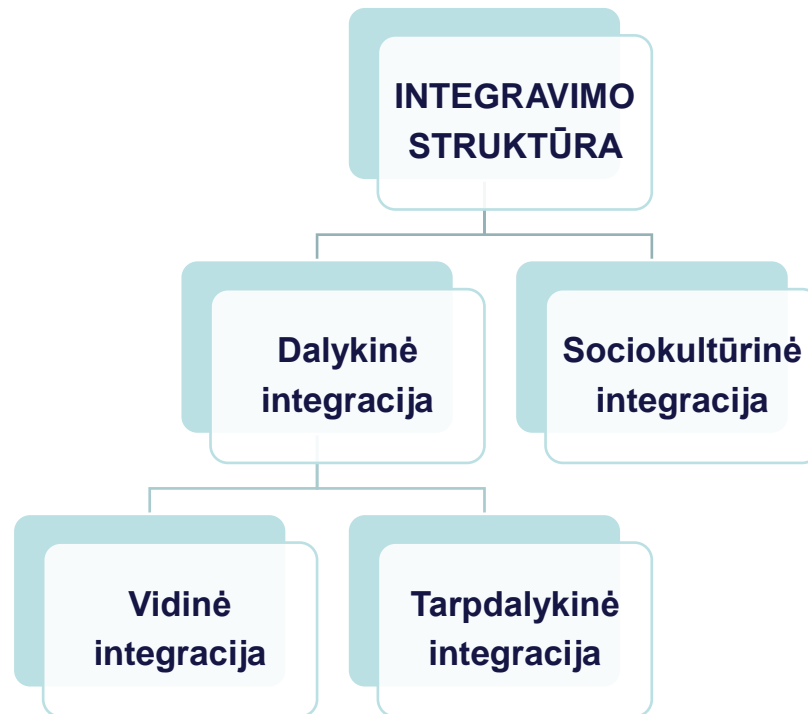 INTEGRAVIMO
STRUKTŪRA
Dalykinė
integracija
Sociokultūrinė
integracija
Vidinė
integracija
Tarpdalykinė
integracija